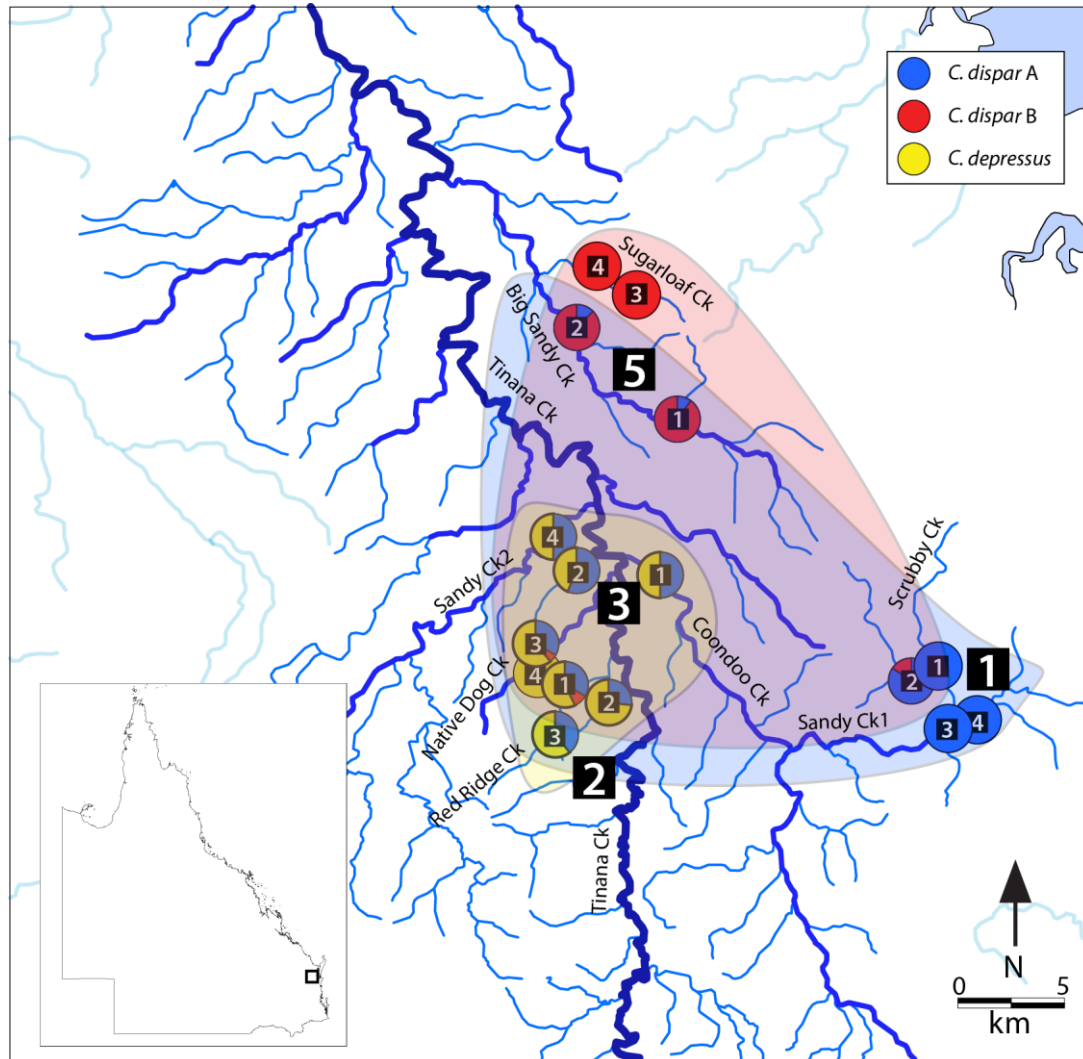 C. dispar A
C. dispar B
C. depressus
Sugarloaf Ck
4
3
Big Sandy Ck
2
5
1
Tinana Ck
Sandy Ck2
4
2
1
3
Coondoo Ck
Scrubby Ck
1
2
1
3
4
Sandy Ck1
Native Dog Ck
3
4
1
2
3
Red Ridge Ck
2
Tinana Ck
N
0 5
km